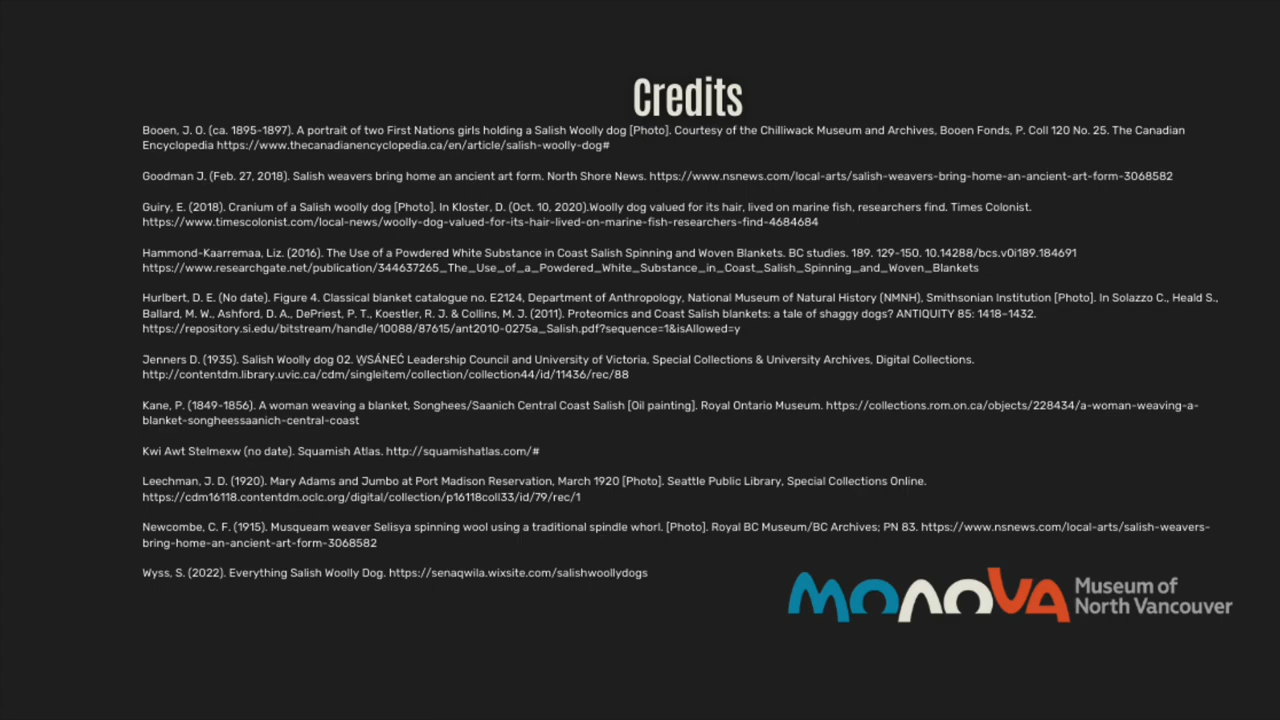 Credits
Booen, J. O. (ca. 1895-1897). A portrait of two First Nations girls holding a Salish Woolly dog [Photo]. Courtesy of the Chilliwack Museum and Archives, Booen Fonds, P. Coll 120 No. 25. The Canadian
Encyclopedia https://www.thecanadianencyclopedia.ca/en/article/salish-woolly-dog#
Goodman J. (Feb. 27, 2018). Salish weavers bring home an ancient art form. North Shore News. https://www.nsnews.com/local-arts/salish-weavers-bring-home-an-ancient-art-form-3068582
Guiry, E. (2018). Cranium of a Salish woolly dog [Photo]. In Kloster, D. (Oct. 10, 2020).Woolly dog valued for its hair, lived on marine fish, researchers find. Times Colonist.
https://www.timescolonist.com/local-news/woolly-dog-valued-for-its-hair-lived-on-marine-fish-researchers-find-4684684
Hammond-Kaarremaa, Liz. (2016). The Use of a Powdered White Substance in Coast Salish Spinning and Woven Blankets. BC studies. 189. 129-150. 10.14288/bcs.v0i189.184691
https://www.researchgate.net/publication/344637265_The_Use_of_a_Powdered_White_Substance_in_Coast_Salish_Spinning_and_Woven_Blankets
Hurlbert, D. E. (No date). Figure 4. Classical blanket catalogue no. E2124, Department of Anthropology, National Museum of Natural History (NMNH), Smithsonian Institution [Photo]. In Solazzo C., Heald S.,
Ballard, M. W., Ashford, D. A., DePriest, P. T., Koestler, R. J. & Collins, M. J. (2011). Proteomics and Coast Salish blankets: a tale of shaggy dogs? ANTIQUITY 85: 1418–1432.
https://repository.si.edu/bitstream/handle/10088/87615/ant2010-0275a_Salish.pdf?sequence=1&isAllowed=y
Jenners D. (1935). Salish Woolly dog 02. W̱SÁNEĆ Leadership Council and University of Victoria, Special Collections & University Archives, Digital Collections.
http://contentdm.library.uvic.ca/cdm/singleitem/collection/collection44/id/11436/rec/88
Kane, P. (1849-1856). A woman weaving a blanket, Songhees/Saanich Central Coast Salish [Oil painting]. Royal Ontario Museum. https://collections.rom.on.ca/objects/228434/a-woman-weaving-a-
blanket-songheessaanich-central-coast
Kwi Awt Stelmexw (no date). Squamish Atlas. http://squamishatlas.com/#
Leechman, J. D. (1920). Mary Adams and Jumbo at Port Madison Reservation, March 1920 [Photo]. Seattle Public Library, Special Collections Online.
https://cdm16118.contentdm.oclc.org/digital/collection/p16118coll33/id/79/rec/1
Newcombe, C. F. (1915). Musqueam weaver Selisya spinning wool using a traditional spindle whorl. [Photo]. Royal BC Museum/BC Archives; PN 83. https://www.nsnews.com/local-arts/salish-weavers-
bring-home-an-ancient-art-form-3068582
Wyss, S. (2022). Everything Salish Woolly Dog. https://senaqwila.wixsite.com/salishwoollydogs
MONOVA
Museum of
North Vancouver